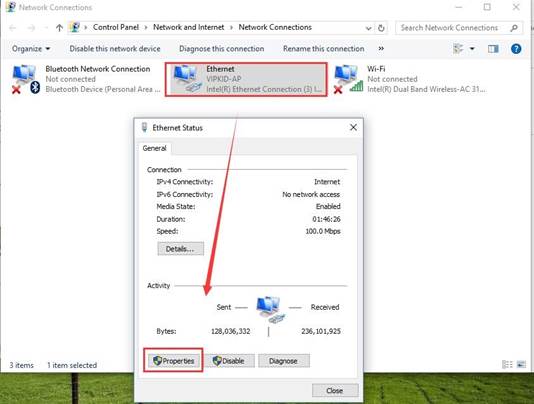 Network Connections
Control Panel > Network and Internet > Network Connections
Organize Disable this network device Diagnose this connection Rename this connection »
Bluetooth Network Connection
Not connected
Bluetooth Device (Personal Area ...
Ethernet
VIPKID-AP
Intel(R) Ethernet Connection (3) I...
Wi-Fi
Not connected
Intel(R) Dual Band Wireless-AC 31...
Ethernet Status
General
Connection
IPv4 Connectivity: Internet
IPv6 Connectivity: No network access
Media State: Enabled
Duration: 01:46:26
Speed: 100.0 Mbps
Details...
Activity
Sent Received
Bytes: 128,036,332 236,101,925
Properties Disable Diagnose
Close
3 items 1 item selected